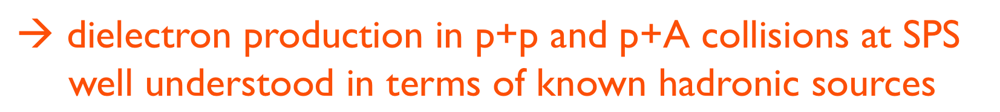 → dielectron production in p+p and p+A collisions at SPS
well understood in terms of known hadronic sources